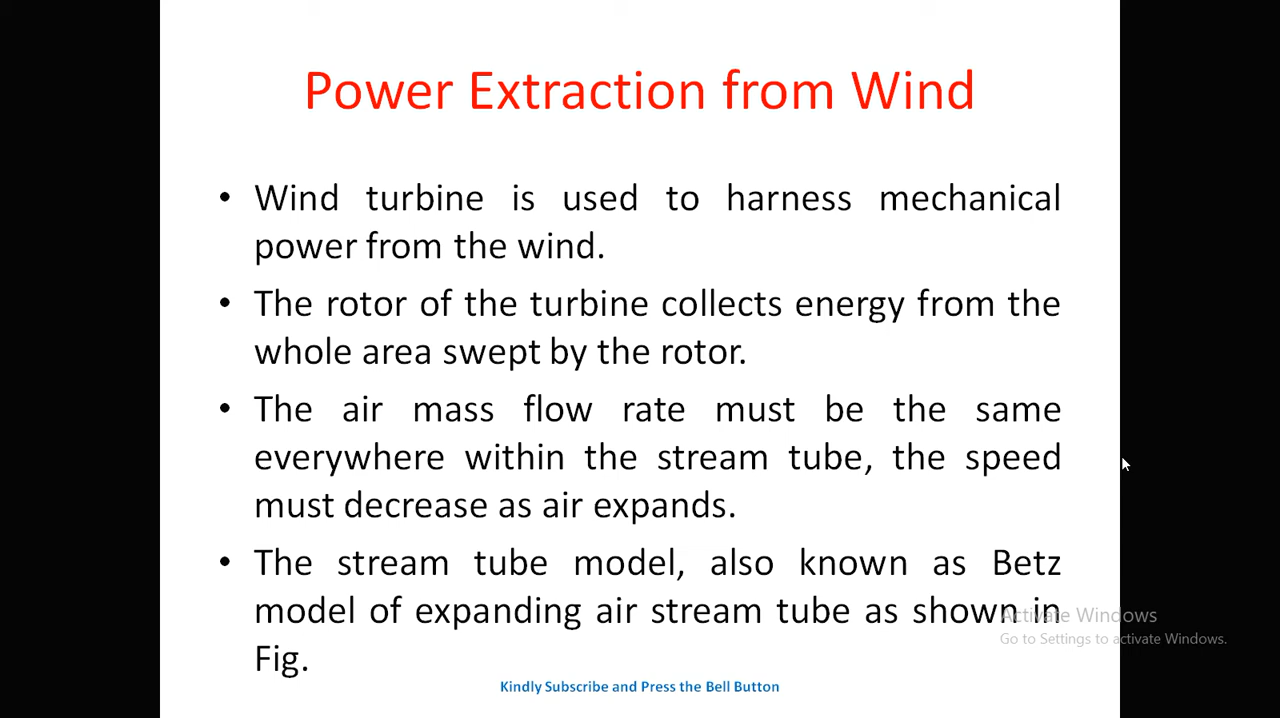 Power Extraction from Wind
• Wind turbine is used to harness mechanical
power from the wind.
• The rotor of the turbine collects energy from the
whole area swept by the rotor.
• The air mass flow rate must be the same
everywhere within the stream tube, the speed
must decrease as air expands.
• The stream tube model, also known as Betz
model of expanding air stream tube as shown in
Fig.
Activate Windows
Go to Settings to activate Windows.
Kindly Subscribe and Press the Bell Button